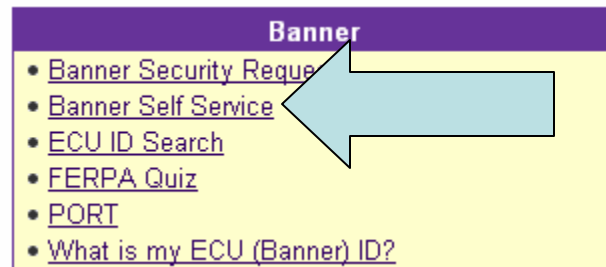 Banner
• Banner Security Reque
• Banner Self Service
• ECU ID Search
• FERPA Quiz
• PORT
• What is my ECU (Banner) ID?